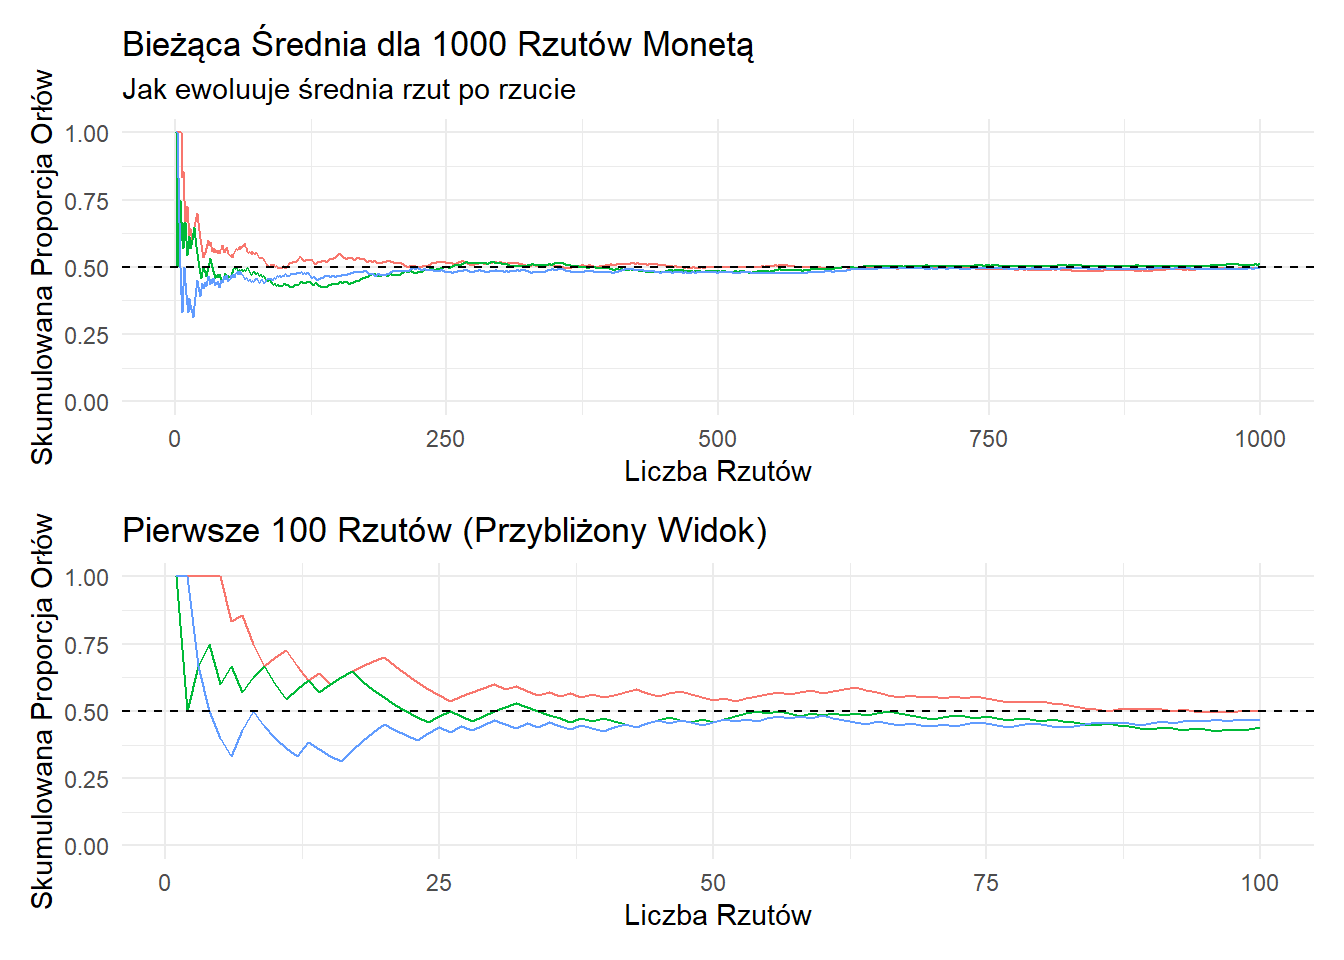 Bieżąca Średnia dla 1000 Rzutów Monetą
Jak ewoluuje średnia rzut po rzucie
Skumulowana Proporcja Orłów
1.00
0.75
0.50
0.25
0.00
0 250 500 750 1000
Liczba Rzutów
Pierwsze 100 Rzutów (Przybliżony Widok)
Skumulowana Proporcja Orłów
1.00
0.75
0.50
0.25
0.00
0 25 50 75 100
Liczba Rzutów